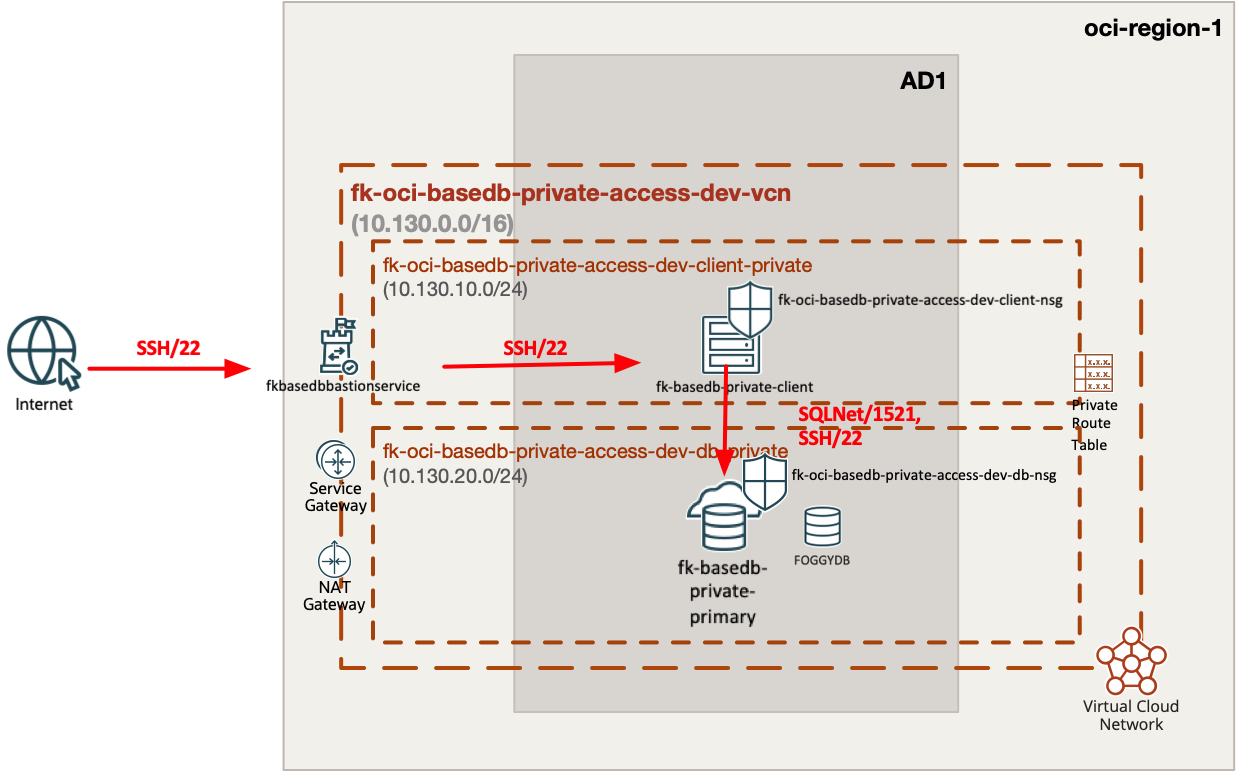 oci-region-1
AD1
fk-oci-basedb-private-access-dev-vcn
(10.130.0.0/16)
fk-oci-basedb-private-access-dev-client-private
(10.130.10.0/24)
fk-oci-basedb-private-access-dev-client-nsg
SSH/22
SSH/22
Internet
fkbasedbbastionservice
fk-basedb-private-client
x.x.x.
x.x.x.
x.x.x.
Private
Route
Table
SQLNet/1521,
SSH/22
fk-oci-basedb-private-access-dev-db-private
(10.130.20.0/24)
fk-oci-basedb-private-access-dev-db-nsg
Service
Gateway
FOGGYDB
fk-basedb-
private-
primary
NAT
Gateway
Virtual Cloud
Network